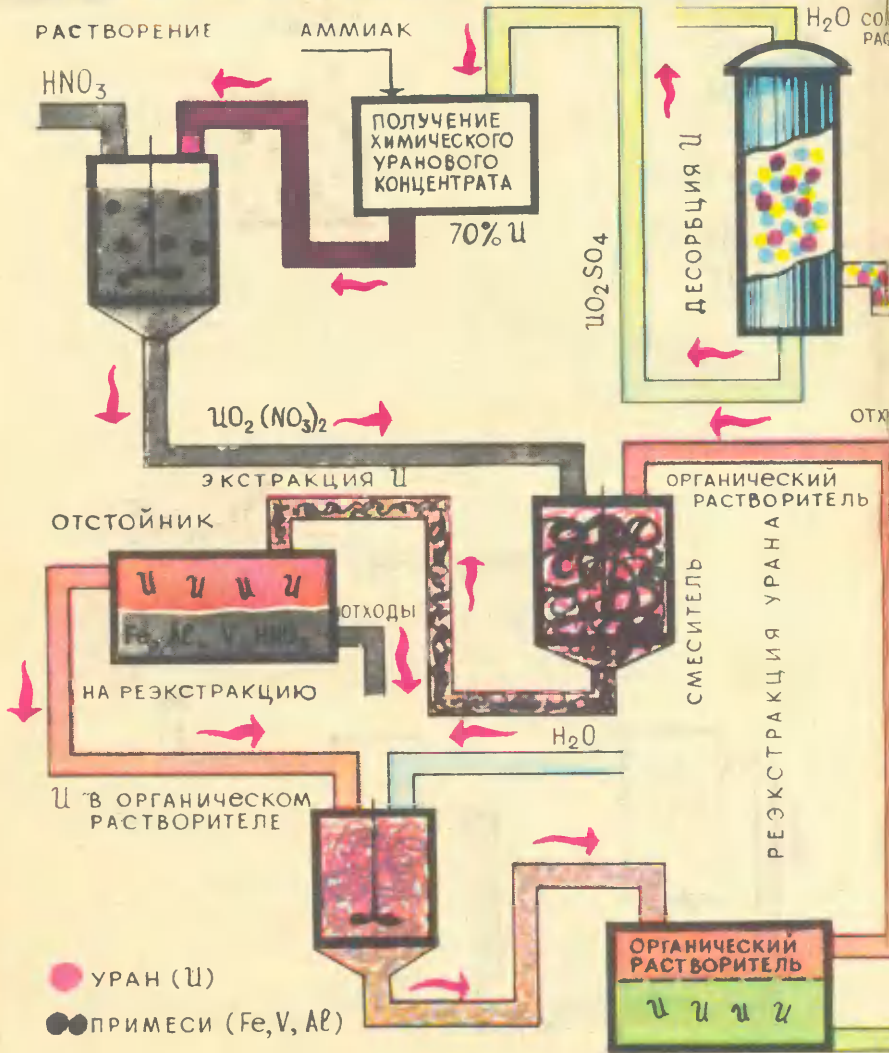 РАСТВОРЕНИЕ
АММИАК
H₂O
HNO₃
ПОЛУЧЕНИЕ
ХИМИЧЕСКОГО
УРАНОВОГО
КОНЦЕНТРАТА
70% U
UO₂SO₄
ДЕСОРБЦИЯ U
UO₂(NO₃)₂
ЭКСТРАКЦИЯ U
ОРГАНИЧЕСКИЙ
РАСТВОРИТЕЛЬ
ОТСТОЙНИК
U U U U
Fe, Al, V HNO₃
ОТХОДЫ
СМЕСИТЕЛЬ
РЕЭКСТРАКЦИЯ УРАНА
НА РЕЭКСТРАКЦИЮ
H₂O
U В ОРГАНИЧЕСКОМ
РАСТВОРИТЕЛЕ
ОРГАНИЧЕСКИЙ
РАСТВОРИТЕЛЬ
U U U U
УРАН (U)
ПРИМЕСИ (Fe, V, Al)